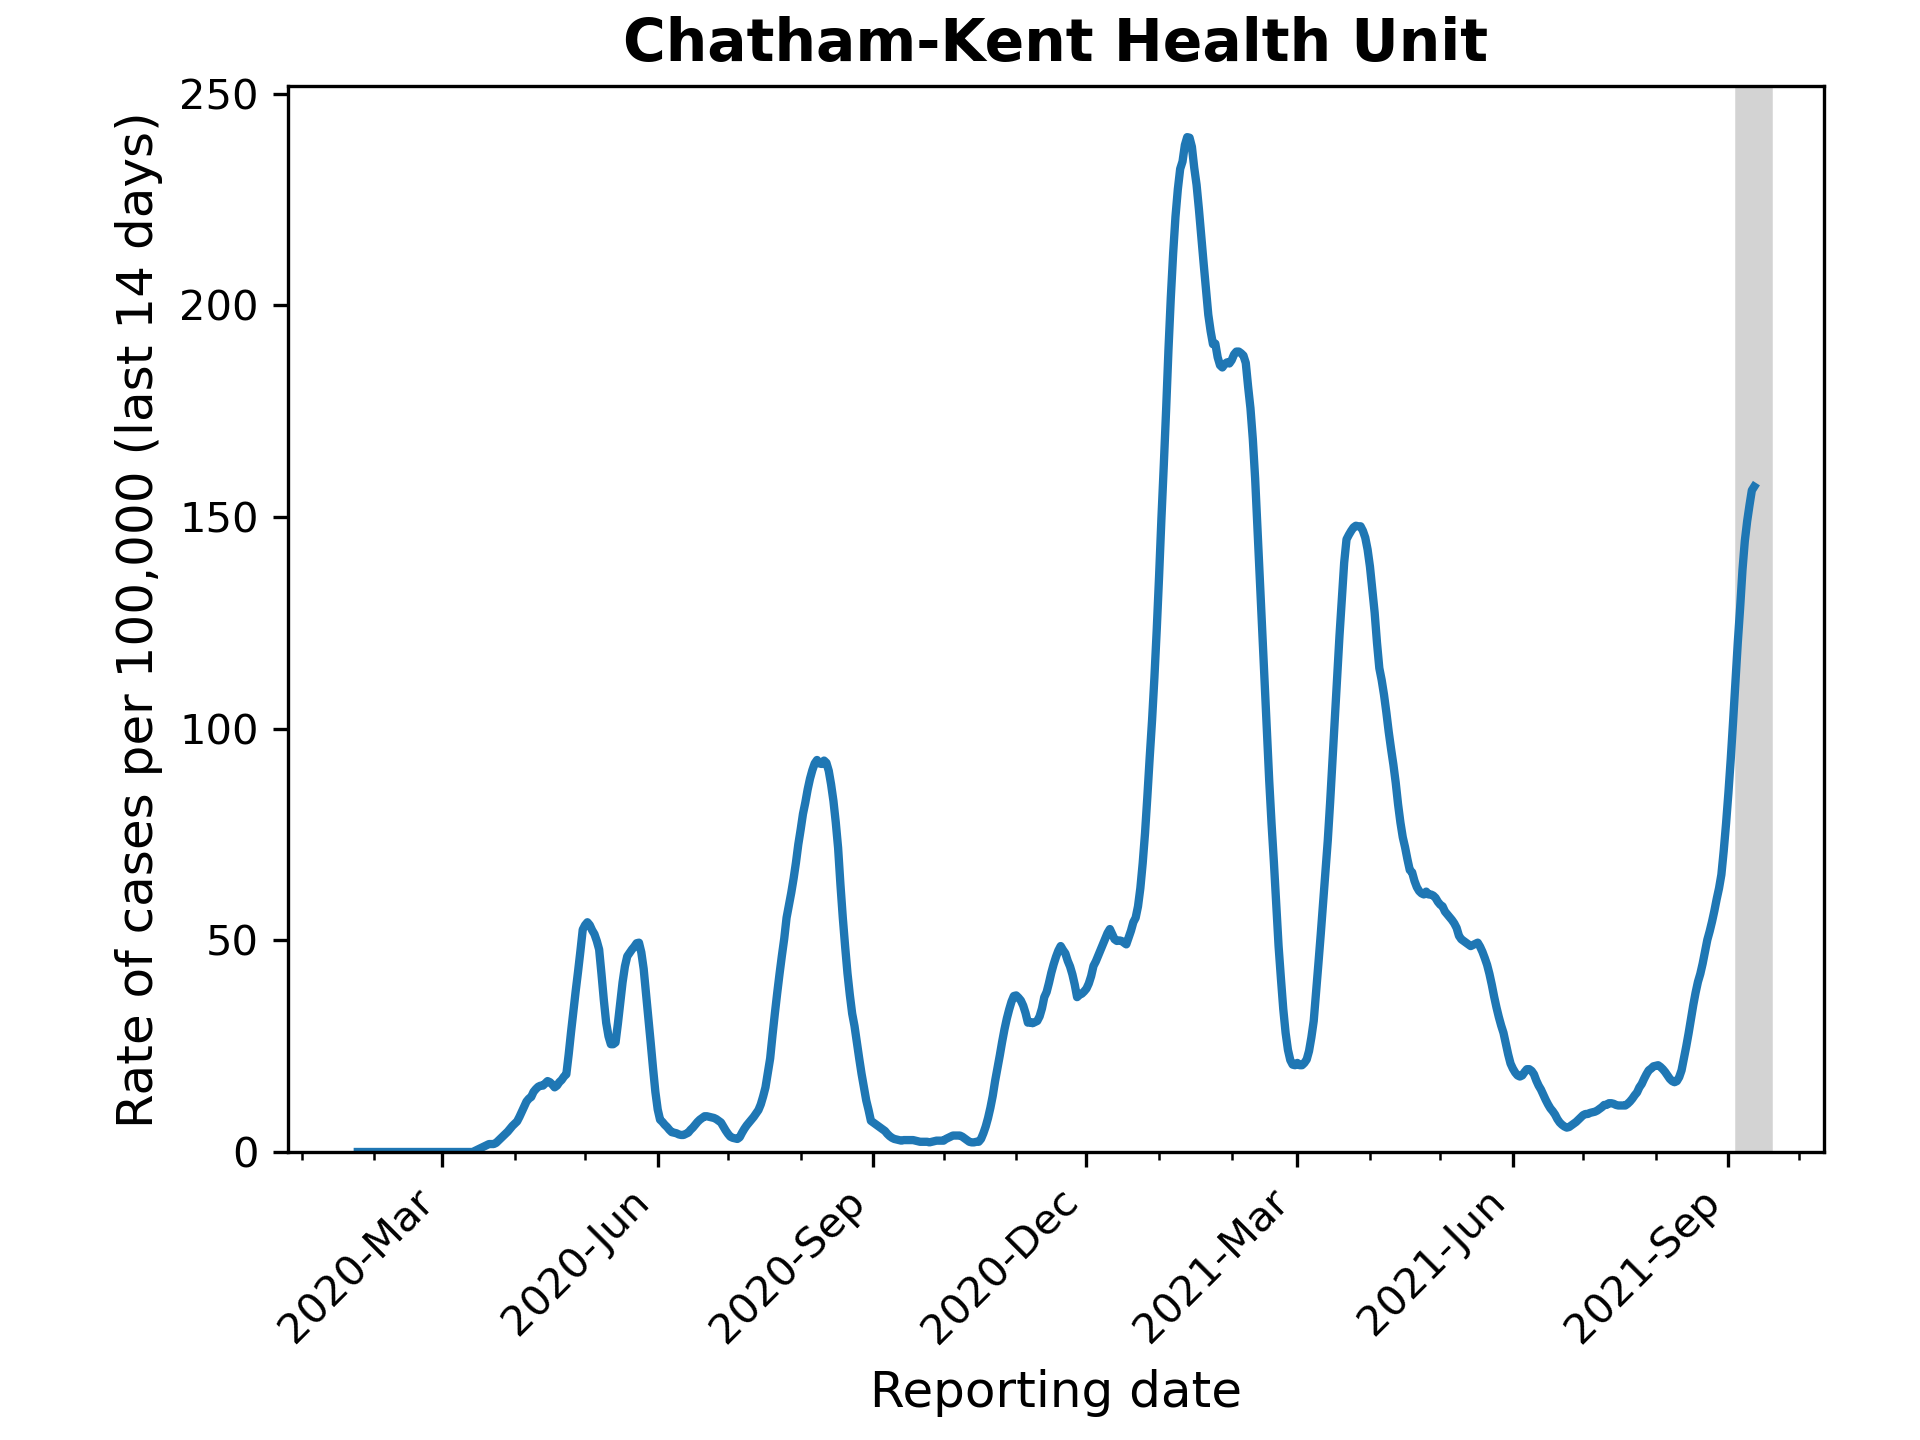 Chatham-Kent Health Unit
Rate of cases per 100,000 (last 14 days)
250
200
150
100
50
0
2020-Mar
2020-Jun
2020-Sep
2020-Dec
2021-Mar
2021-Jun
2021-Sep
Reporting date